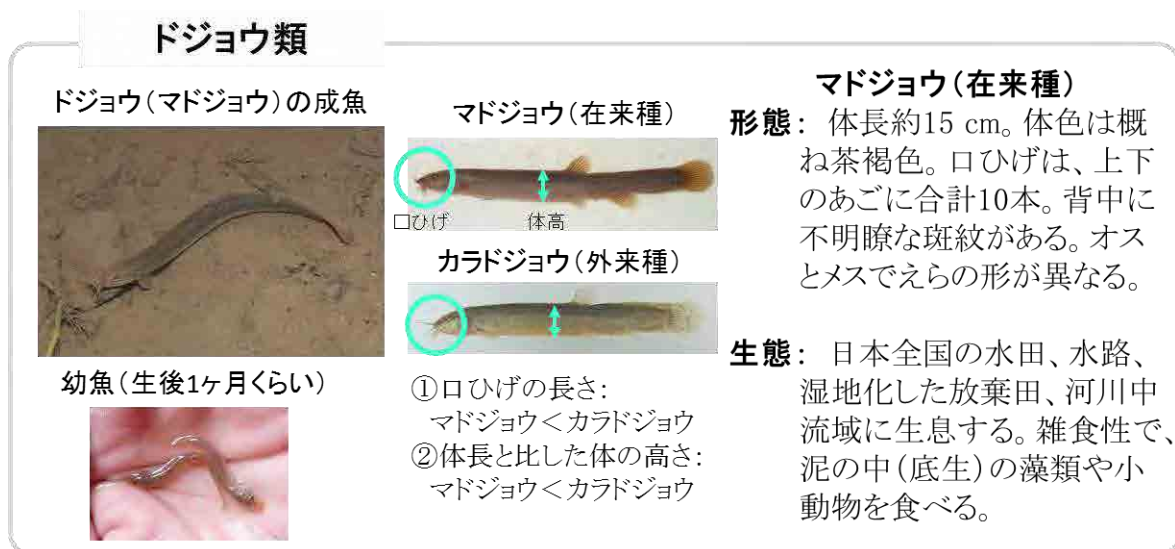 ドジョウ類
ドジョウ(マドジョウ)の成魚
幼魚(生後1ヶ月くらい)
マドジョウ(在来種)
口ひげ
体高
カラドジョウ(外来種)
①口ひげの長さ:
マドジョウ<カラドジョウ
②体長と比した体の高さ:
マドジョウ<カラドジョウ
マドジョウ(在来種)
形態: 体長約15 cm。体色は概
ね茶褐色。口ひげは、上下
のあごに合計10本。背中に
不明瞭な斑紋がある。オス
とメスでえらの形が異なる。
生態: 日本全国の水田、水路、
湿地化した放棄田、河川中
流域に生息する。雑食性で、
泥の中(底生)の藻類や小
動物を食べる。